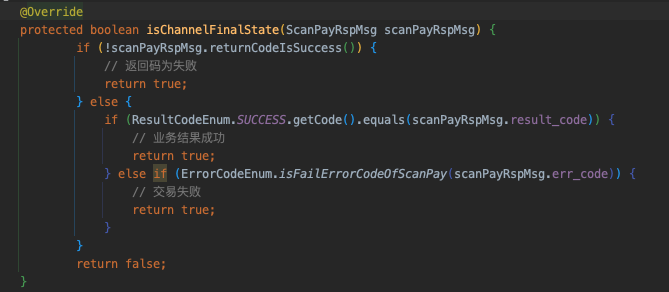 @Override
protected boolean isChannelFinalState(ScanPayRspMsg scanPayRspMsg) {
if (!scanPayRspMsg.returnCodeIsSuccess()) {
// 返回码为失败
return true;
} else {
if (ResultCodeEnum.SUCCESS.getCode().equals(scanPayRspMsg.result_code)) {
// 业务结果成功
return true;
} else if (ErrorCodeEnum.isFailErrorCodeOfScanPay(scanPayRspMsg.err_code)) {
// 交易失败
return true;
}
}
return false;
}